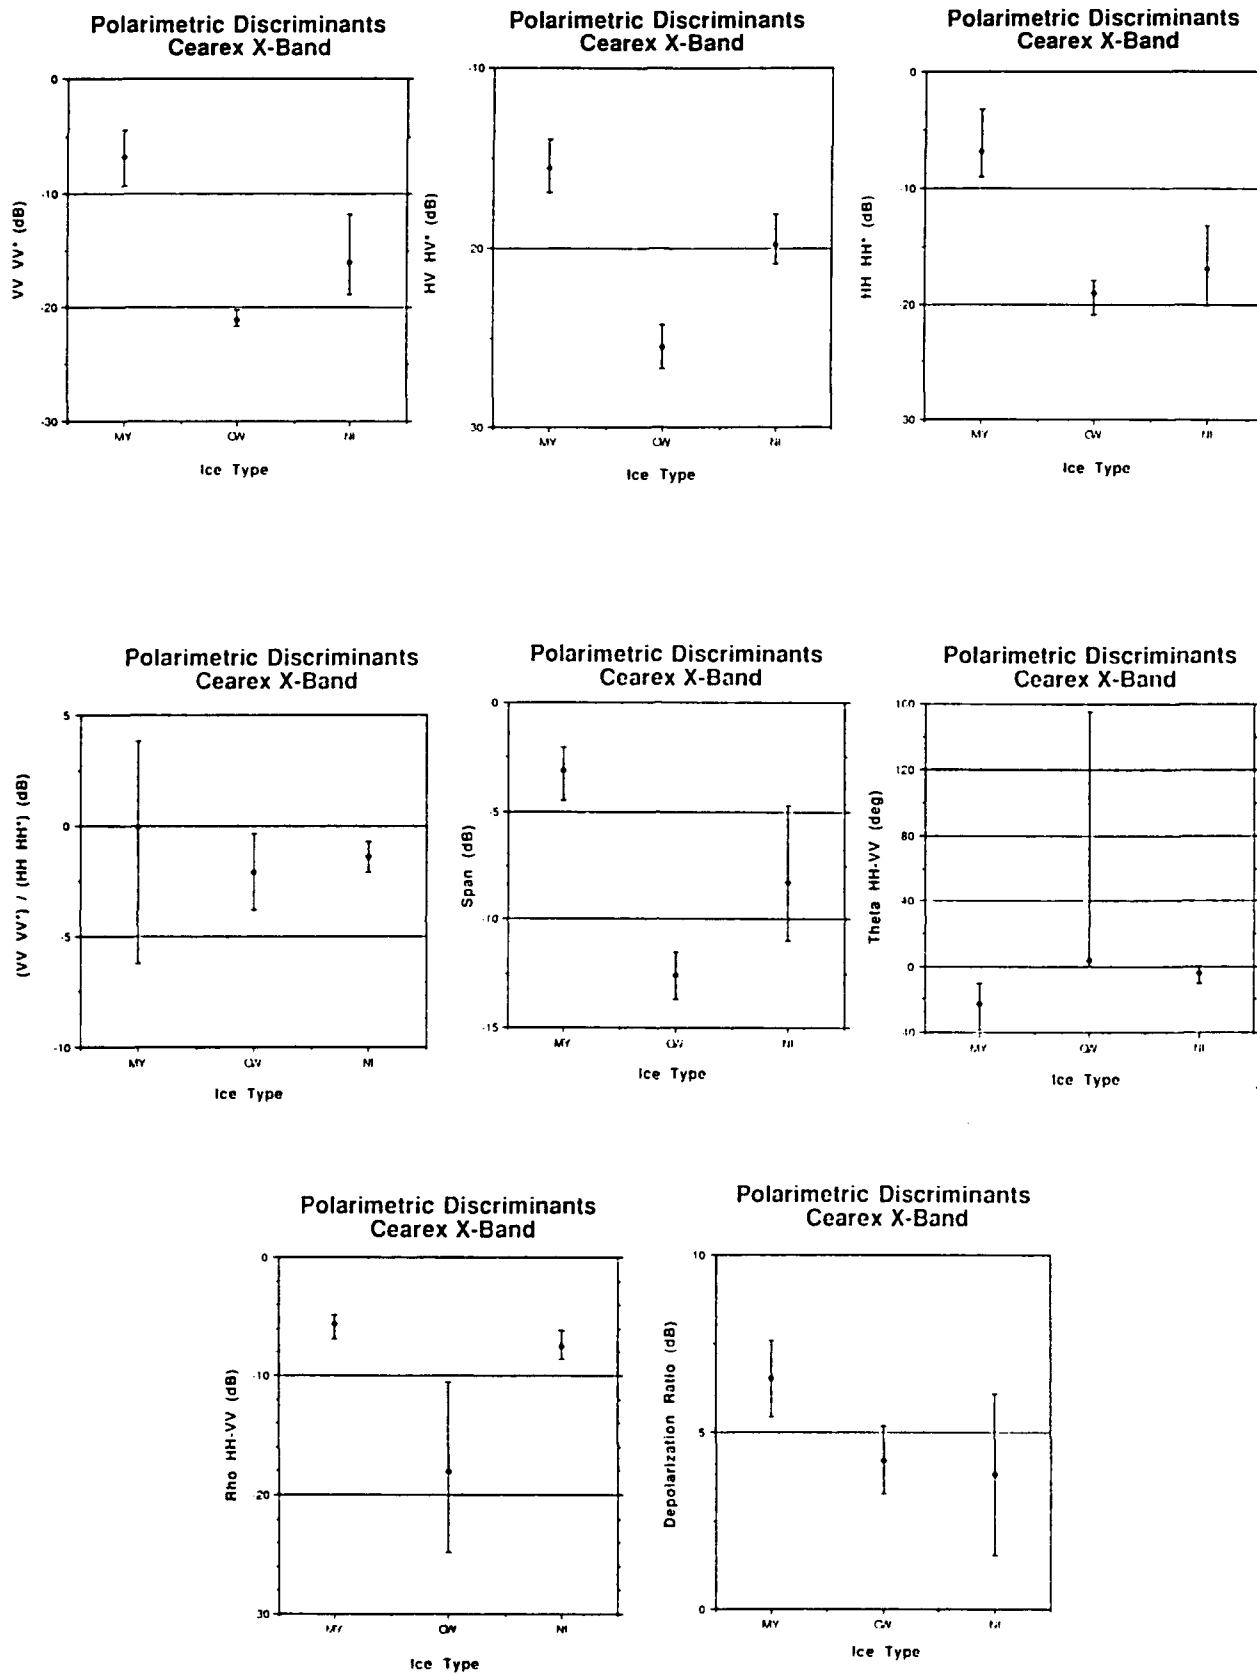 Polarimetric Discriminants
Cearex X-Band
VV VV* (dB)
0
-10
-20
-30
MY
OW
NI
Ice Type
Polarimetric Discriminants
Cearex X-Band
HV HV* (dB)
-10
20
30
MY
OW
NI
Ice Type
Polarimetric Discriminants
Cearex X-Band
HH HH* (dB)
0
-10
-20
30
MY
OW
NI
Ice Type
Polarimetric Discriminants
Cearex X-Band
(VV VV*) / (HH HH*) (dB)
5
0
-5
-10
MY
OW
NI
Ice Type
Polarimetric Discriminants
Cearex X-Band
Span (dB)
0
-5
-10
-15
MY
OW
NI
Ice Type
Polarimetric Discriminants
Cearex X-Band
Theta HH-VV (deg)
160
120
80
40
0
40
MY
OW
NI
Ice Type
Polarimetric Discriminants
Cearex X-Band
Rho HH-VV (dB)
0
-10
20
30
MY
OW
NI
Ice Type
Polarimetric Discriminants
Cearex X-Band
Depolarization Ratio (dB)
10
5
0
MY
OW
NI
Ice Type